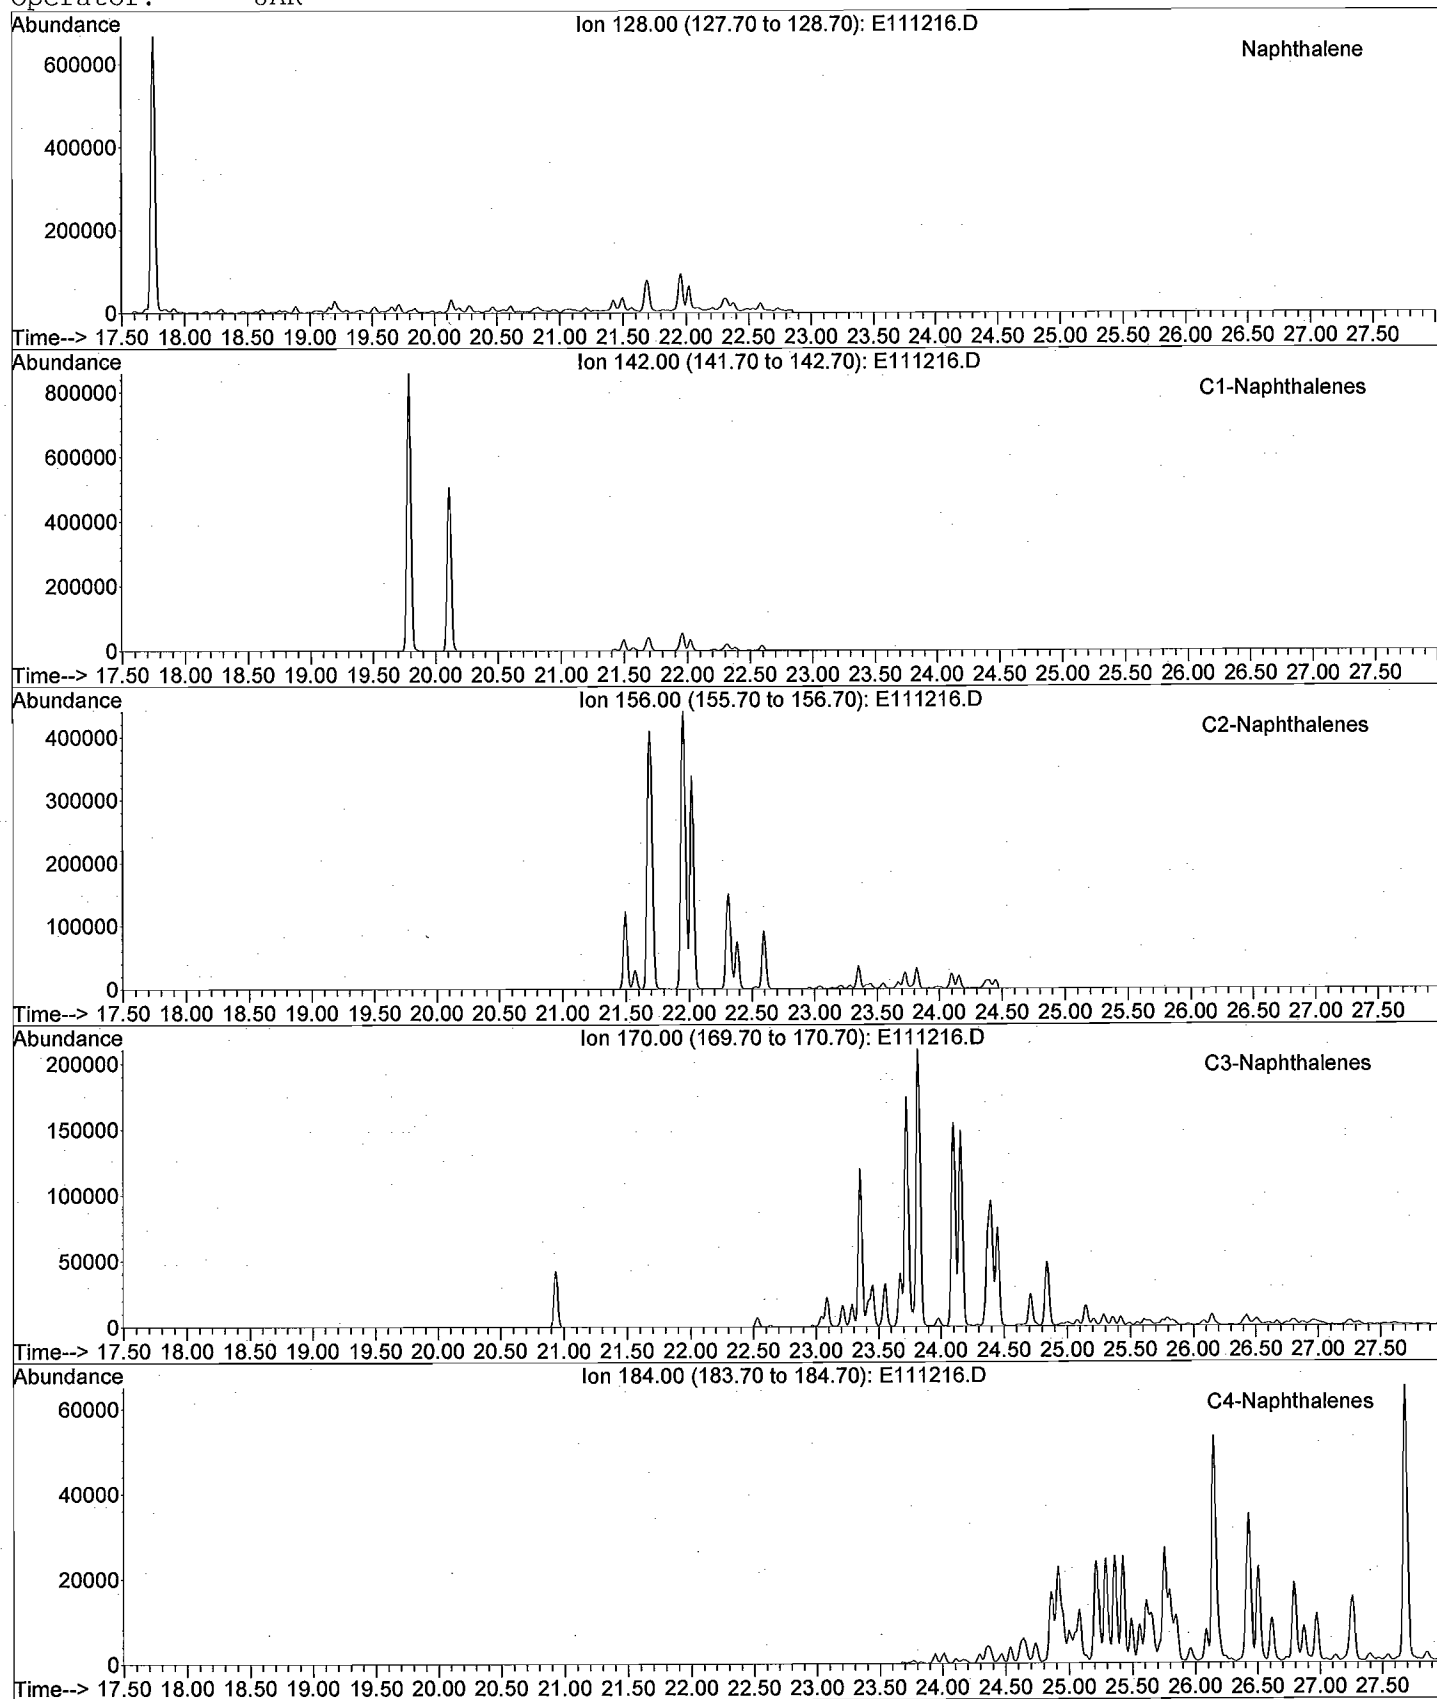 Operator:
Abundance
Ion 128.00 (127.70 to 128.70): E111216.D
Naphthalene
600000
400000
200000
0
Time--> 17.50 18.00 18.50 19.00 19.50 20.00 20.50 21.00 21.50 22.00 22.50 23.00 23.50 24.00 24.50 25.00 25.50 26.00 26.50 27.00 27.50
Abundance
Ion 142.00 (141.70 to 142.70): E111216.D
C1-Naphthalenes
800000
600000
400000
200000
0
Time--> 17.50 18.00 18.50 19.00 19.50 20.00 20.50 21.00 21.50 22.00 22.50 23.00 23.50 24.00 24.50 25.00 25.50 26.00 26.50 27.00 27.50
Abundance
Ion 156.00 (155.70 to 156.70): E111216.D
C2-Naphthalenes
400000
300000
200000
100000
0
Time--> 17.50 18.00 18.50 19.00 19.50 20.00 20.50 21.00 21.50 22.00 22.50 23.00 23.50 24.00 24.50 25.00 25.50 26.00 26.50 27.00 27.50
Abundance
Ion 170.00 (169.70 to 170.70): E111216.D
C3-Naphthalenes
200000
150000
100000
50000
0
Time--> 17.50 18.00 18.50 19.00 19.50 20.00 20.50 21.00 21.50 22.00 22.50 23.00 23.50 24.00 24.50 25.00 25.50 26.00 26.50 27.00 27.50
Abundance
Ion 184.00 (183.70 to 184.70): E111216.D
C4-Naphthalenes
60000
40000
20000
0
Time--> 17.50 18.00 18.50 19.00 19.50 20.00 20.50 21.00 21.50 22.00 22.50 23.00 23.50 24.00 24.50 25.00 25.50 26.00 26.50 27.00 27.50